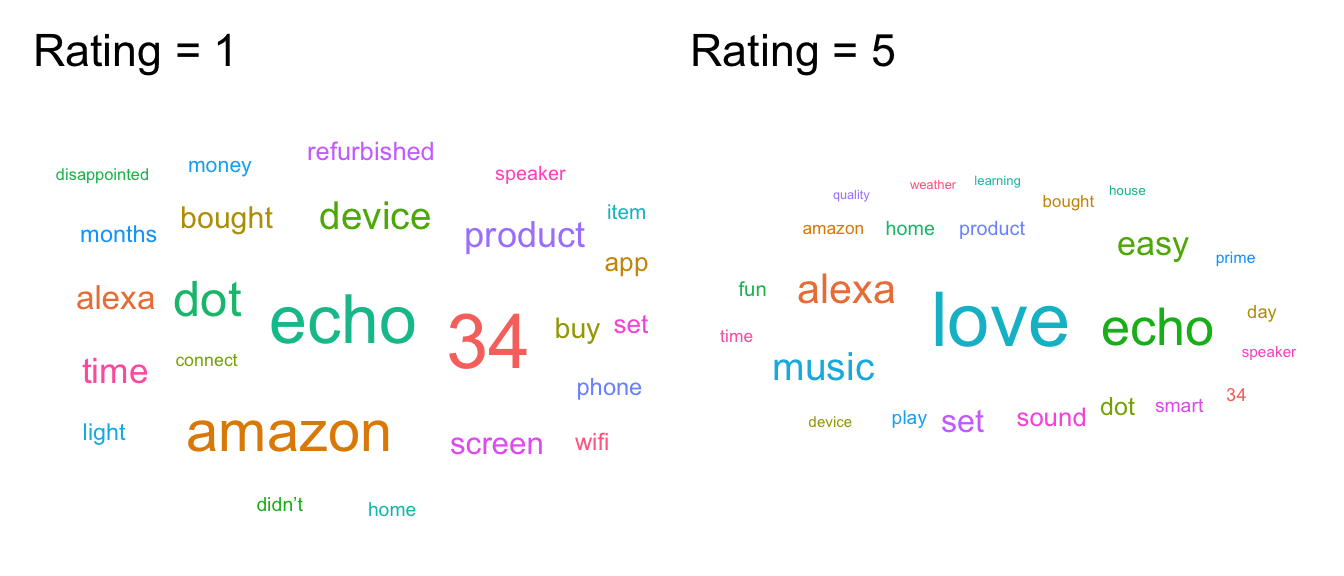 Rating = 1
refurbished
money
speaker
disappointed
item
bought
device
product
months
app
alexa
dot
echo
34
buy
set
time
connect
phone
light
amazon
screen
wifi
didn’t
home
Rating = 5
learning
weather
house
quality
bought
amazon
home
product
easy
prime
fun
alexa
love
echo
day
time
music
speaker
34
device
play
set
sound
dot
smart